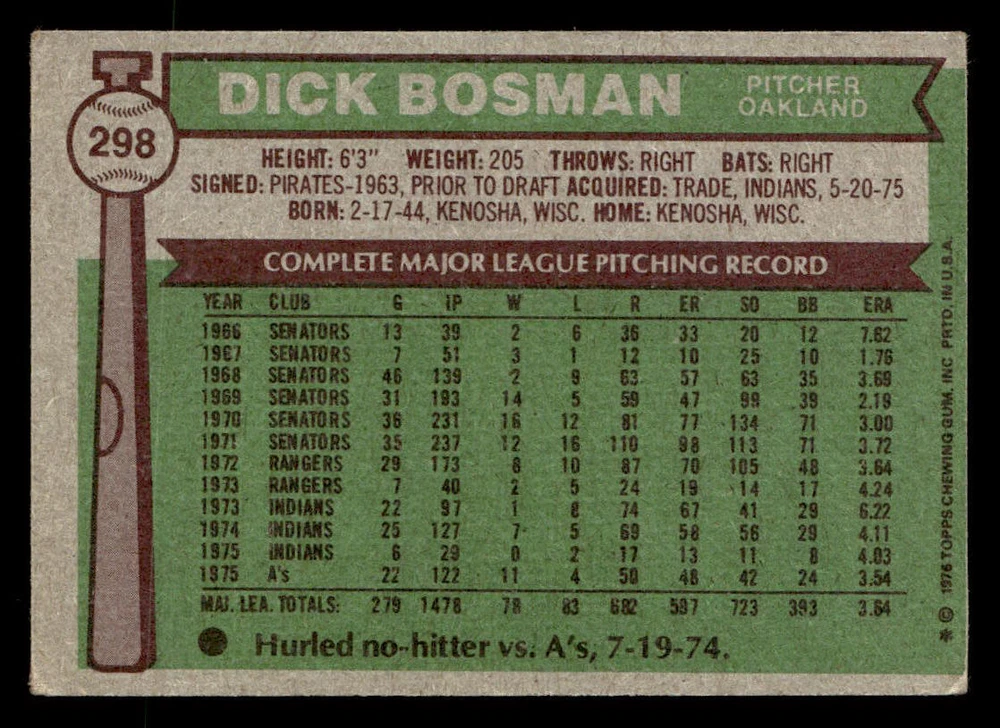 298
DICK BOSMAN
PITCHER
OAKLAND
HEIGHT: 6'3" WEIGHT: 205 THROWS: RIGHT BATS: RIGHT
SIGNED: PIRATES-1963, PRIOR TO DRAFT ACQUIRED: TRADE, INDIANS, 5-20-75
BORN: 2-17-44, KENOSHA, WISC. HOME: KENOSHA, WISC.
COMPLETE MAJOR LEAGUE PITCHING RECORD
YEAR CLUB G IP W L R ER SO BB ERA
1966 SENATORS 13 39 2 6 36 33 20 12 7.62
1967 SENATORS 7 51 3 1 12 10 25 10 1.76
1968 SENATORS 46 139 2 9 63 57 63 35 3.69
1969 SENATORS 31 193 14 5 59 47 99 39 2.19
1970 SENATORS 36 231 16 12 81 77 134 71 3.00
1971 SENATORS 35 237 12 16 110 98 113 71 3.72
1972 RANGERS 29 173 8 10 87 70 105 48 3.64
1973 RANGERS 7 40 2 5 24 19 14 17 4.24
1973 INDIANS 22 97 1 8 74 67 41 29 6.22
1974 INDIANS 25 127 7 5 69 58 56 29 4.11
1975 INDIANS 6 29 0 2 17 13 11 8 4.03
1975 A's 22 122 11 4 50 48 42 24 3.54
MAJ. LEA. TOTALS: 279 1478 78 83 682 597 723 393 3.64
Hurled no-hitter vs. A's, 7-19-74.
* © 1976 TOPPS CHEWING GUM, INC PRTD, IN U.S.A.